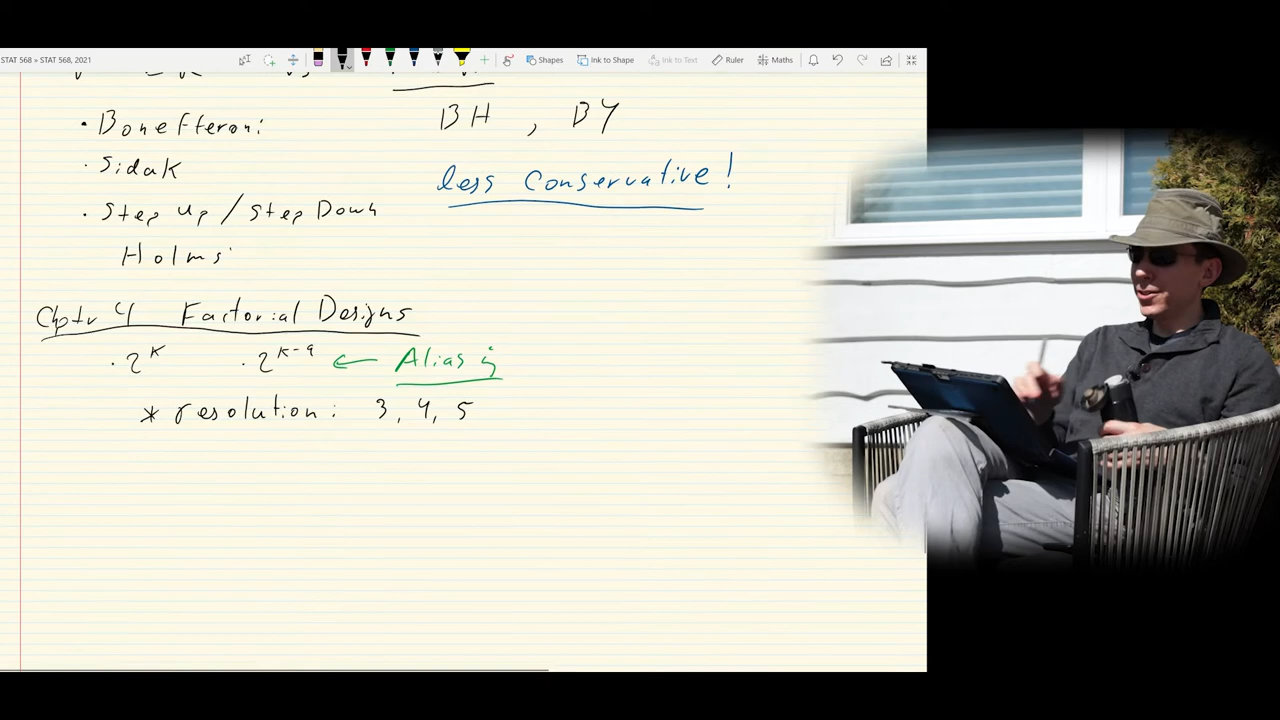 STAT 568 » STAT 568, 2021
Shapes Ink to Shape Ink to Text Ruler Maths
• Bonefferoni
BH , BY
• Sidak
less conservative!
• Step Up / Step Down
Holms
Chptr 4 Factorial Designs
• 2^k • 2^{k-q} ← Aliasing
* resolution: 3, 4, 5